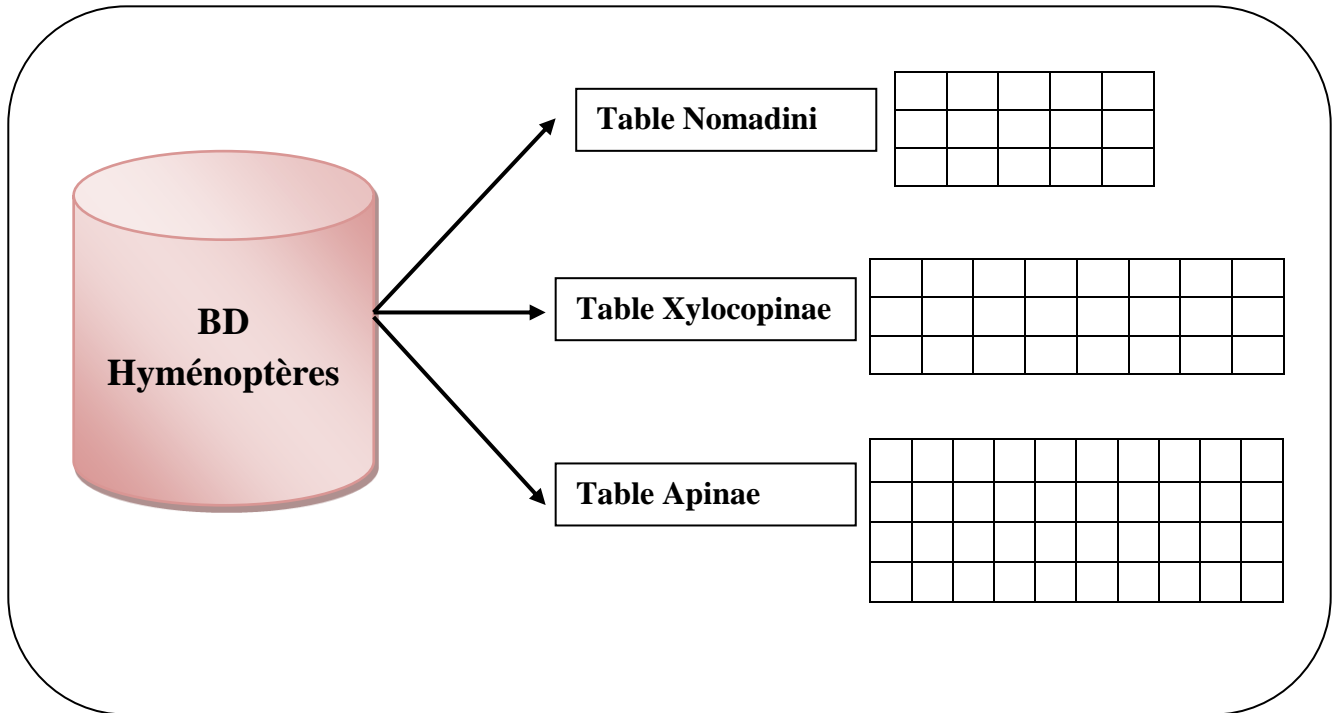 Table Nomadini
BD
Hyménoptères
Table Xylocopinae
Table Apinae